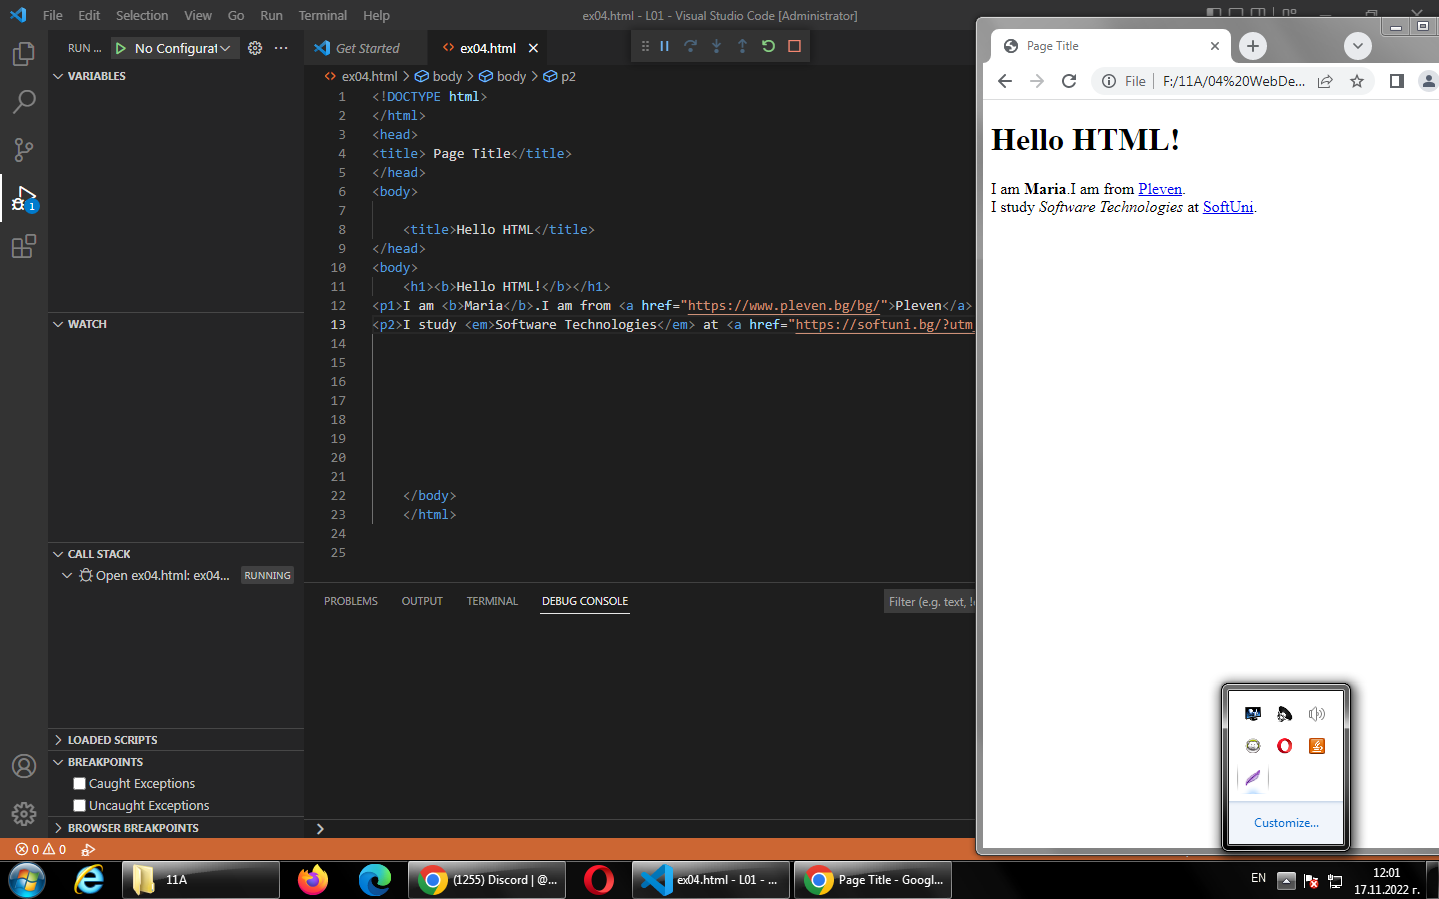 File Edit Selection View Go Run Terminal Help
ex04.html - L01 - Visual Studio Code [Administrator]
RUN ... No Configurat
Get Started
ex04.html
ex04.html > body > body > p2
VARIABLES
WATCH
CALL STACK
Open ex04.html: ex04... RUNNING
LOADED SCRIPTS
BREAKPOINTS
Caught Exceptions
Uncaught Exceptions
BROWSER BREAKPOINTS
1
0 0
1 <!DOCTYPE html>
2 </html>
3 <head>
4 <title> Page Title</title>
5 </head>
6 <body>
7
8 <title>Hello HTML</title>
9 </head>
10 <body>
11 <h1><b>Hello HTML!</b></h1>
12 <p1>I am <b>Maria</b>.I am from <a href="https://www.pleven.bg/bg/">Pleven</a>
13 <p2>I study <em>Software Technologies</em> at <a href="https://softuni.bg/?utm_
14
15
16
17
18
19
20
21
22 </body>
23 </html>
24
25
PROBLEMS OUTPUT TERMINAL DEBUG CONSOLE
Filter (e.g. text, !e
Page Title
File F:/11A/04%20WebDe...
Hello HTML!
I am Maria.I am from Pleven.
I study Software Technologies at SoftUni.
Customize...
11A
(1255) Discord | @...
ex04.html - L01 - ...
Page Title - Googl...
EN
12:01
17.11.2022 г.